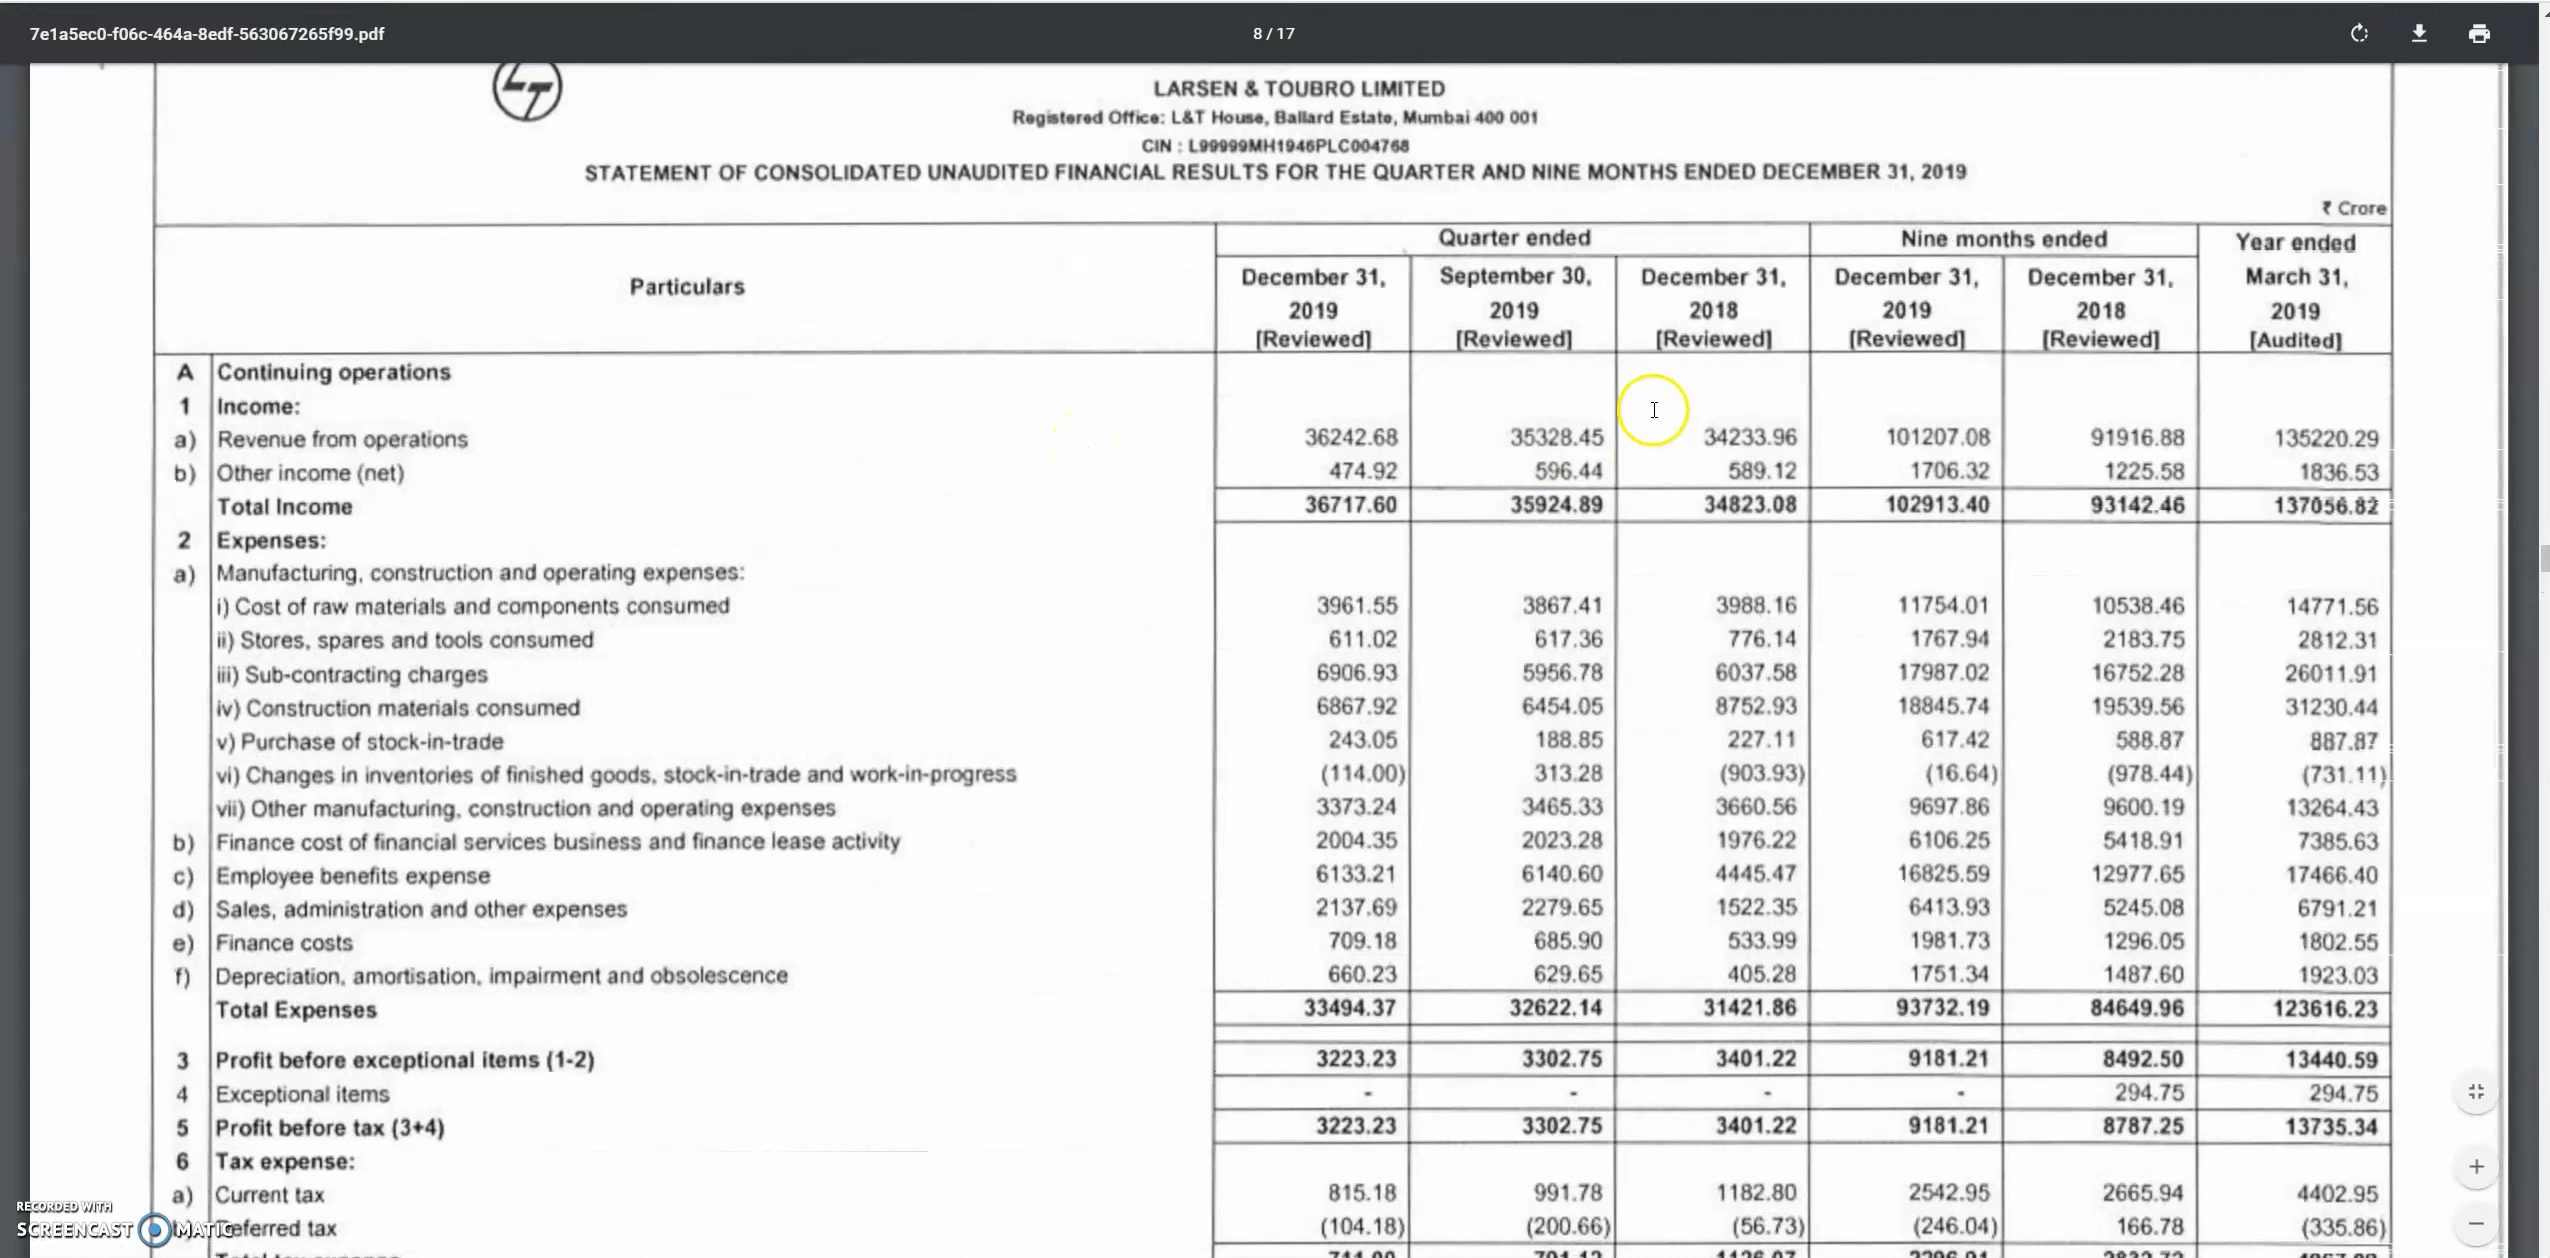 7e1a5ec0-f06c-464a-8edf-563067265f99.pdf 8 / 17
LT
LARSEN & TOUBRO LIMITED
Registered Office: L&T House, Ballard Estate, Mumbai 400 001
CIN : L99999MH1946PLC004768
STATEMENT OF CONSOLIDATED UNAUDITED FINANCIAL RESULTS FOR THE QUARTER AND NINE MONTHS ENDED DECEMBER 31, 2019
₹ Crore
Particulars Quarter ended Nine months ended Year ended
December 31, September 30, December 31, December 31, December 31, March 31,
2019 2019 2018 2019 2018 2019
[Reviewed] [Reviewed] [Reviewed] [Reviewed] [Reviewed] [Audited]
A Continuing operations
1 Income:
a) Revenue from operations 36242.68 35328.45 34233.96 101207.08 91916.88 135220.29
b) Other income (net) 474.92 596.44 589.12 1706.32 1225.58 1836.53
Total Income 36717.60 35924.89 34823.08 102913.40 93142.46 137056.82
2 Expenses:
a) Manufacturing, construction and operating expenses:
i) Cost of raw materials and components consumed 3961.55 3867.41 3988.16 11754.01 10538.46 14771.56
ii) Stores, spares and tools consumed 611.02 617.36 776.14 1767.94 2183.75 2812.31
iii) Sub-contracting charges 6906.93 5956.78 6037.58 17987.02 16752.28 26011.91
iv) Construction materials consumed 6867.92 6454.05 8752.93 18845.74 19539.56 31230.44
v) Purchase of stock-in-trade 243.05 188.85 227.11 617.42 588.87 887.87
vi) Changes in inventories of finished goods, stock-in-trade and work-in-progress (114.00) 313.28 (903.93) (16.64) (978.44) (731.11)
vii) Other manufacturing, construction and operating expenses 3373.24 3465.33 3660.56 9697.86 9600.19 13264.43
b) Finance cost of financial services business and finance lease activity 2004.35 2023.28 1976.22 6106.25 5418.91 7385.63
c) Employee benefits expense 6133.21 6140.60 4445.47 16825.59 12977.65 17466.40
d) Sales, administration and other expenses 2137.69 2279.65 1522.35 6413.93 5245.08 6791.21
e) Finance costs 709.18 685.90 533.99 1981.73 1296.05 1802.55
f) Depreciation, amortisation, impairment and obsolescence 660.23 629.65 405.28 1751.34 1487.60 1923.03
Total Expenses 33494.37 32622.14 31421.86 93732.19 84649.96 123616.23
3 Profit before exceptional items (1-2) 3223.23 3302.75 3401.22 9181.21 8492.50 13440.59
4 Exceptional items - - - - 294.75 294.75
5 Profit before tax (3+4) 3223.23 3302.75 3401.22 9181.21 8787.25 13735.34
6 Tax expense:
a) Current tax 815.18 991.78 1182.80 2542.95 2665.94 4402.95
eferred tax (104.18) (200.66) (56.73) (246.04) 166.78 (335.86)
RECORDED WITH
SCREENCAST MATIC